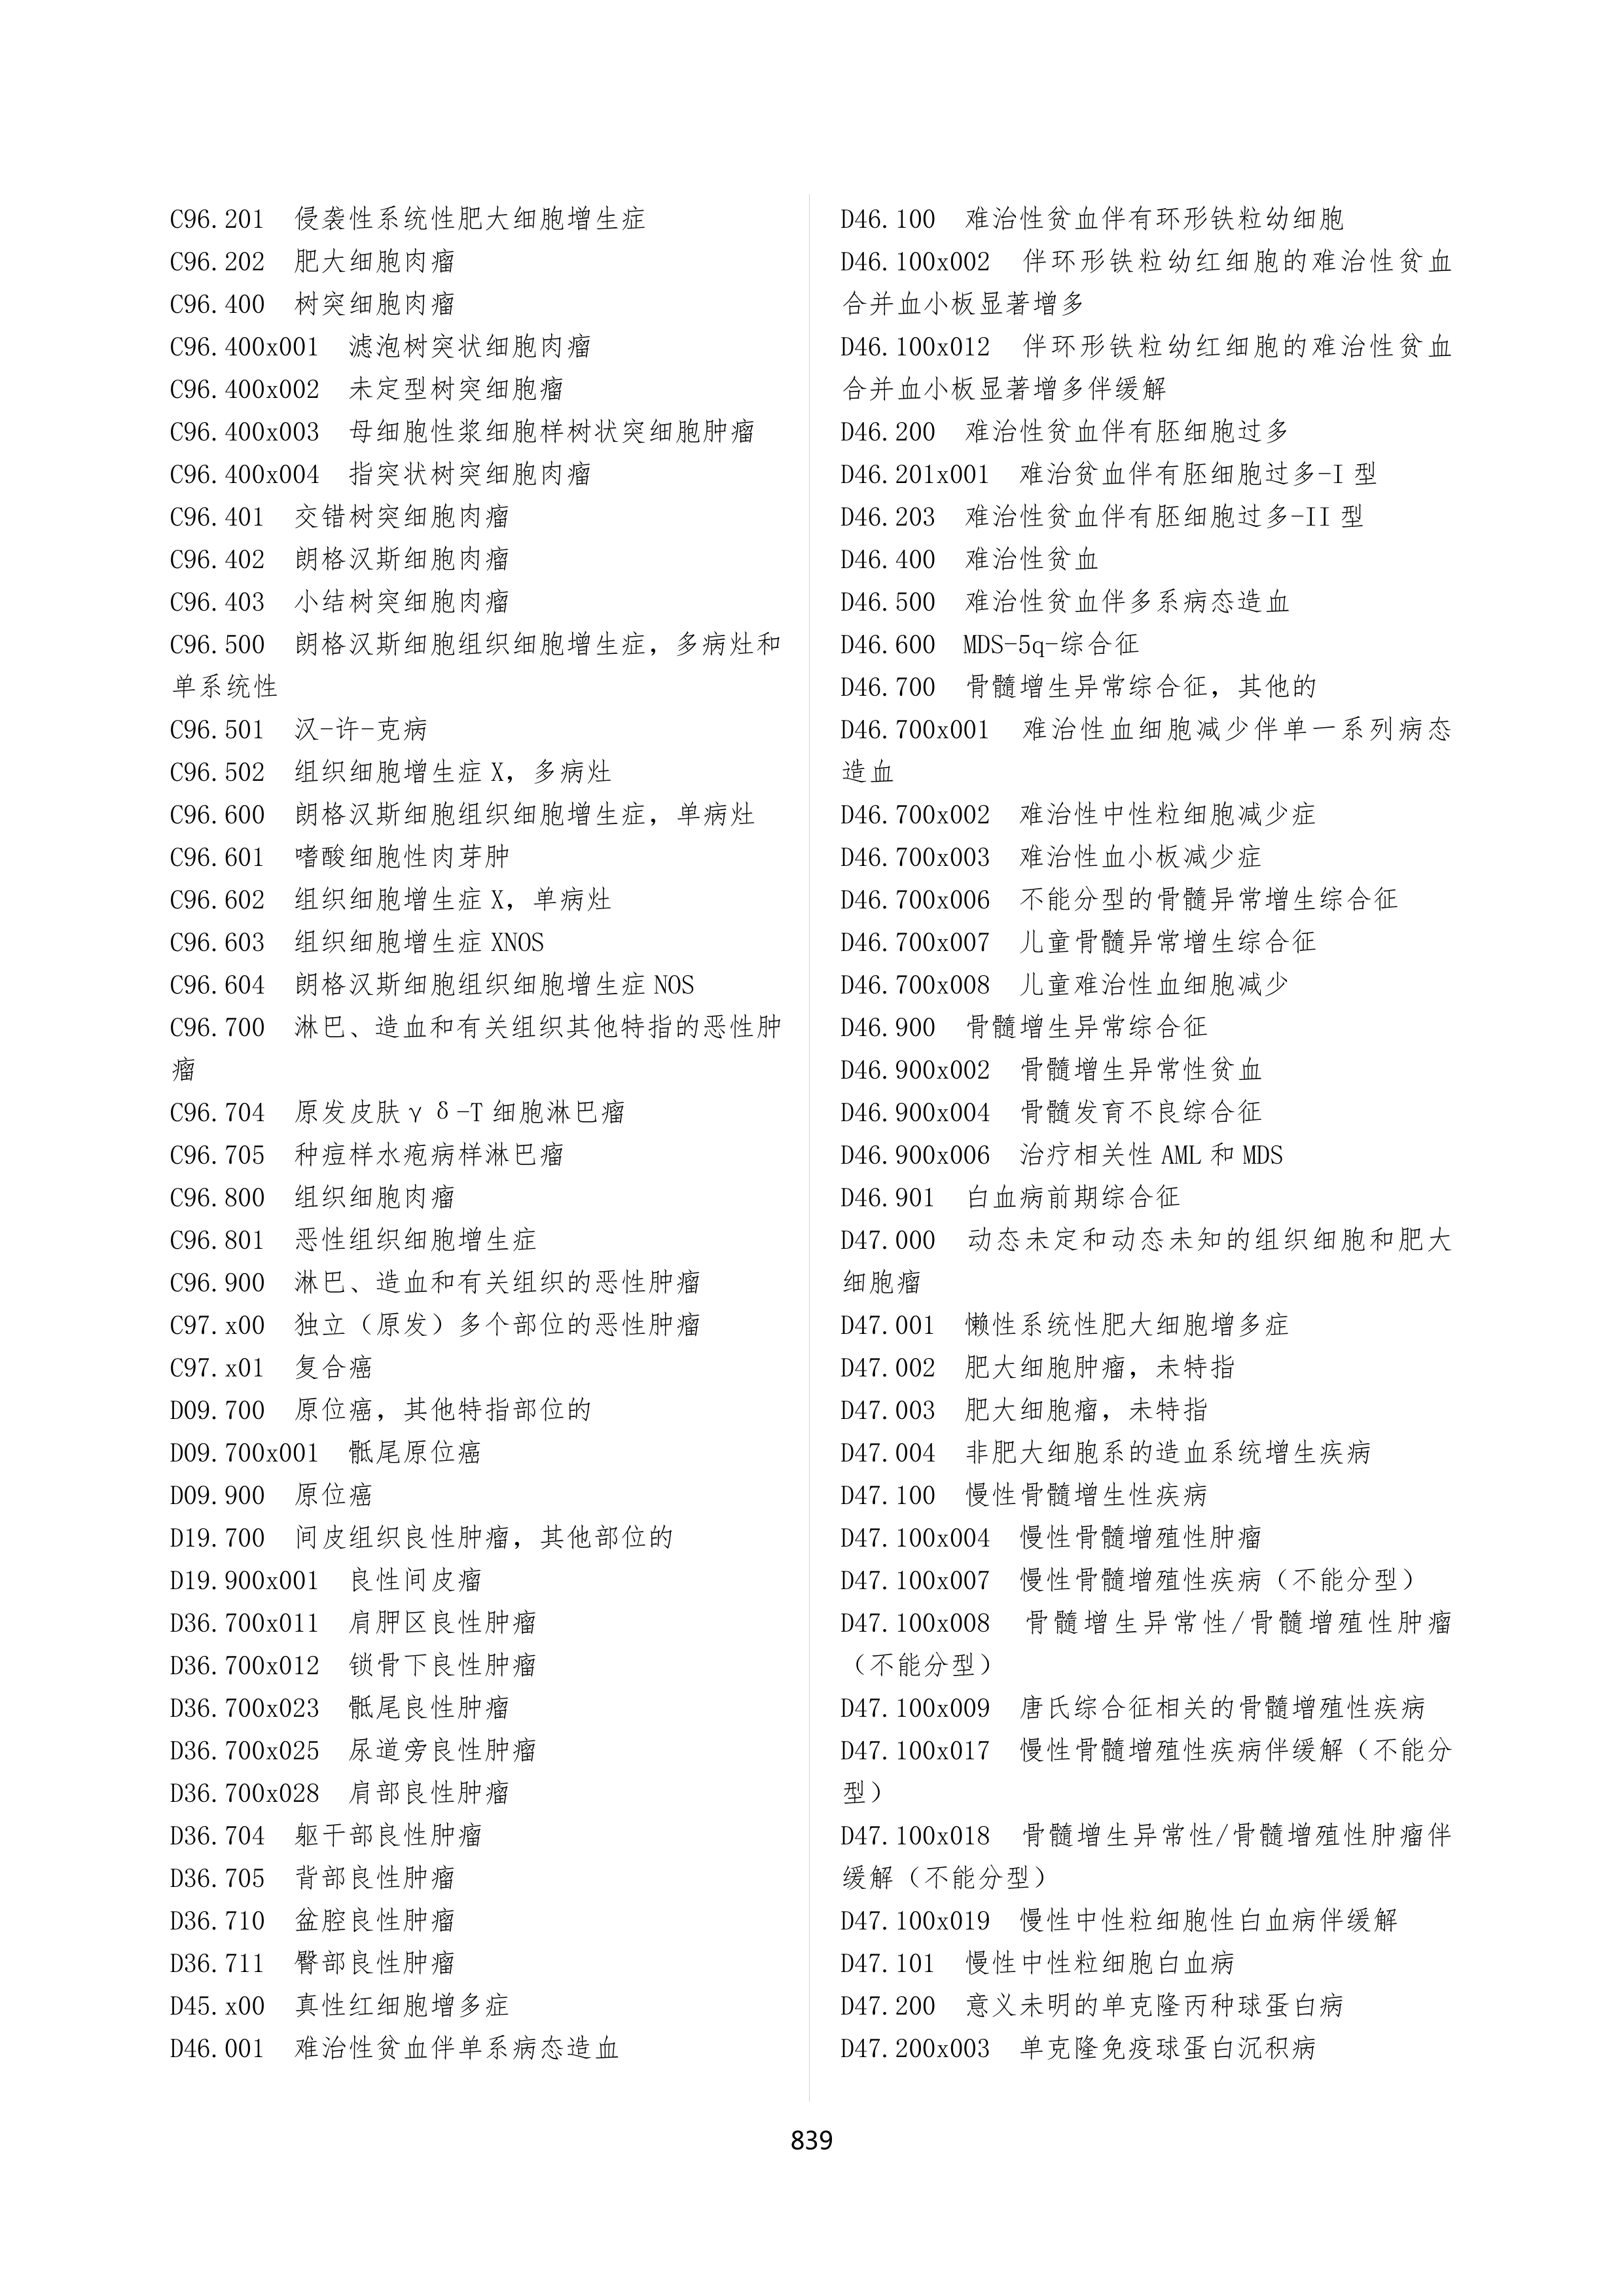 C96.201 侵袭性系统性肥大细胞增生症
C96.202 肥大细胞肉瘤
C96.400 树突细胞肉瘤
C96.400x001 滤泡树突状细胞肉瘤
C96.400x002 未定型树突细胞瘤
C96.400x003 母细胞性浆细胞样树状突细胞肿瘤
C96.400x004 指突状树突细胞肉瘤
C96.401 交错树突细胞肉瘤
C96.402 朗格汉斯细胞肉瘤
C96.403 小结树突细胞肉瘤
C96.500 朗格汉斯细胞组织细胞增生症，多病灶和
单系统性
C96.501 汉-许-克病
C96.502 组织细胞增生症 X，多病灶
C96.600 朗格汉斯细胞组织细胞增生症，单病灶
C96.601 嗜酸细胞性肉芽肿
C96.602 组织细胞增生症 X，单病灶
C96.603 组织细胞增生症 XNOS
C96.604 朗格汉斯细胞组织细胞增生症 NOS
C96.700 淋巴、造血和有关组织其他特指的恶性肿
瘤
C96.704 原发皮肤γδ-T 细胞淋巴瘤
C96.705 种痘样水疱病样淋巴瘤
C96.800 组织细胞肉瘤
C96.801 恶性组织细胞增生症
C96.900 淋巴、造血和有关组织的恶性肿瘤
C97.x00 独立（原发）多个部位的恶性肿瘤
C97.x01 复合癌
D09.700 原位癌，其他特指部位的
D09.700x001 骶尾原位癌
D09.900 原位癌
D19.700 间皮组织良性肿瘤，其他部位的
D19.900x001 良性间皮瘤
D36.700x011 肩胛区良性肿瘤
D36.700x012 锁骨下良性肿瘤
D36.700x023 骶尾良性肿瘤
D36.700x025 尿道旁良性肿瘤
D36.700x028 肩部良性肿瘤
D36.704 躯干部良性肿瘤
D36.705 背部良性肿瘤
D36.710 盆腔良性肿瘤
D36.711 臀部良性肿瘤
D45.x00 真性红细胞增多症
D46.001 难治性贫血伴单系病态造血
D46.100 难治性贫血伴有环形铁粒幼细胞
D46.100x002 伴环形铁粒幼红细胞的难治性贫血
合并血小板显著增多
D46.100x012 伴环形铁粒幼红细胞的难治性贫血
合并血小板显著增多伴缓解
D46.200 难治性贫血伴有胚细胞过多
D46.201x001 难治贫血伴有胚细胞过多-I 型
D46.203 难治性贫血伴有胚细胞过多-II 型
D46.400 难治性贫血
D46.500 难治性贫血伴多系病态造血
D46.600 MDS-5q-综合征
D46.700 骨髓增生异常综合征，其他的
D46.700x001 难治性血细胞减少伴单一系列病态
造血
D46.700x002 难治性中性粒细胞减少症
D46.700x003 难治性血小板减少症
D46.700x006 不能分型的骨髓异常增生综合征
D46.700x007 儿童骨髓异常增生综合征
D46.700x008 儿童难治性血细胞减少
D46.900 骨髓增生异常综合征
D46.900x002 骨髓增生异常性贫血
D46.900x004 骨髓发育不良综合征
D46.900x006 治疗相关性 AML 和 MDS
D46.901 白血病前期综合征
D47.000 动态未定和动态未知的组织细胞和肥大
细胞瘤
D47.001 懒性系统性肥大细胞增多症
D47.002 肥大细胞肿瘤，未特指
D47.003 肥大细胞瘤，未特指
D47.004 非肥大细胞系的造血系统增生疾病
D47.100 慢性骨髓增生性疾病
D47.100x004 慢性骨髓增殖性肿瘤
D47.100x007 慢性骨髓增殖性疾病（不能分型）
D47.100x008 骨髓增生异常性/骨髓增殖性肿瘤
（不能分型）
D47.100x009 唐氏综合征相关的骨髓增殖性疾病
D47.100x017 慢性骨髓增殖性疾病伴缓解（不能分
型）
D47.100x018 骨髓增生异常性/骨髓增殖性肿瘤伴
缓解（不能分型）
D47.100x019 慢性中性粒细胞性白血病伴缓解
D47.101 慢性中性粒细胞白血病
D47.200 意义未明的单克隆丙种球蛋白病
D47.200x003 单克隆免疫球蛋白沉积病
839